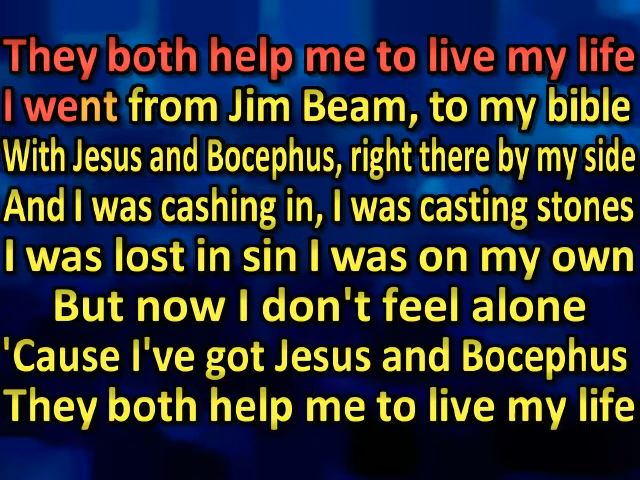 They both help me to live my life
I went from Jim Beam, to my bible
With Jesus and Bocephus, right there by my side
And I was cashing in, I was casting stones
I was lost in sin I was on my own
But now I don't feel alone
'Cause I've got Jesus and Bocephus
They both help me to live my life